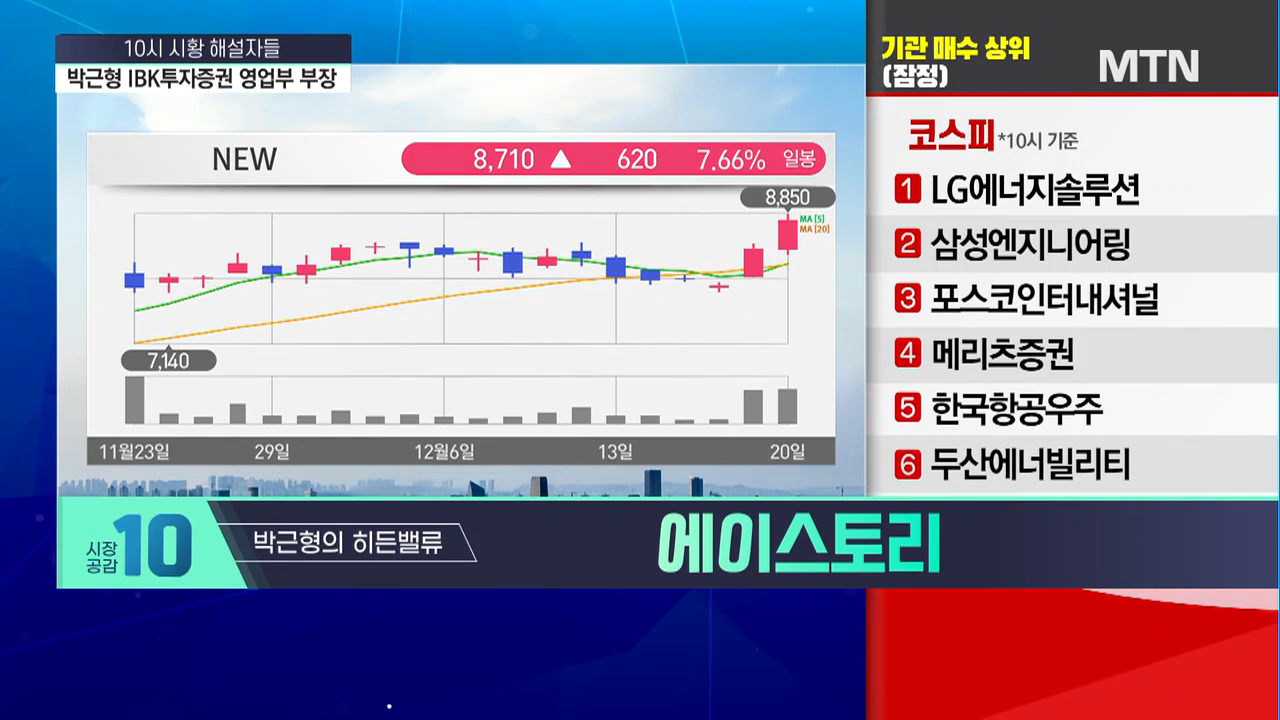 10시 시황 해설자들
박근형 IBK투자증권 영업부 부장
NEW
8,710 ▲ 620 7.66% 일봉
8,850
MA [5]
MA [20]
7,140
11월23일 29일 12월6일 13일 20일
기관 매수 상위
(잠정)
MTN
코스피 *10시 기준
1 LG에너지솔루션
2 삼성엔지니어링
3 포스코인터내셔널
4 메리츠증권
5 한국항공우주
6 두산에너빌리티
시장
공감 10
박근형의 히든밸류
에이스토리